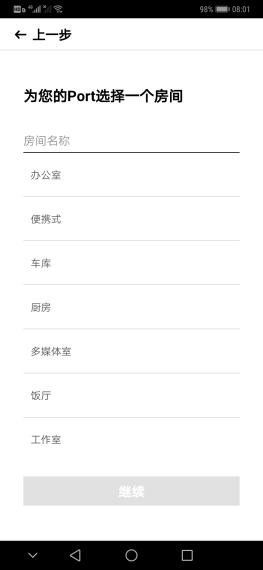 98% 08:01
← 上一步
为您的Port选择一个房间
房间名称
办公室
便携式
车库
厨房
多媒体室
饭厅
工作室
继续